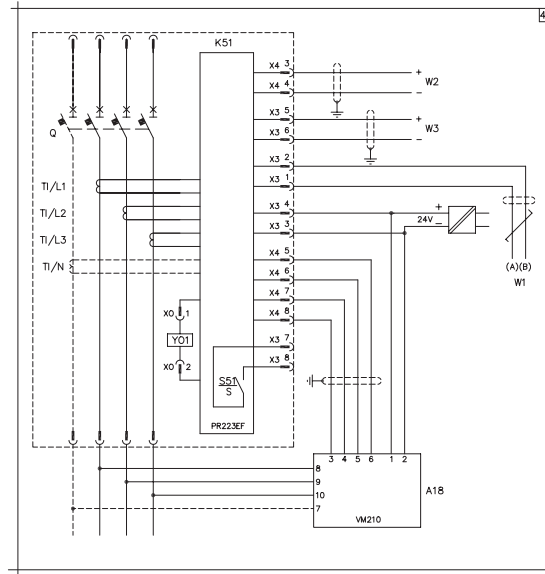 4
K51
X4 3
+
W2
X4 4
−
X3 5
+
W3
X3 6
−
Q
X3 2
X3 1
TI/L1
X3 4
+
24V
TI/L2
X3 3
−
TI/L3
X4 5
TI/N
X4 6
(A)(B)
W1
X4 7
X0 1
X4 8
Y01
X3 7
X0 2
X3 8
S51
S
PR223EF
3 4 5 6 1 2
8
9
A18
10
7
VM210